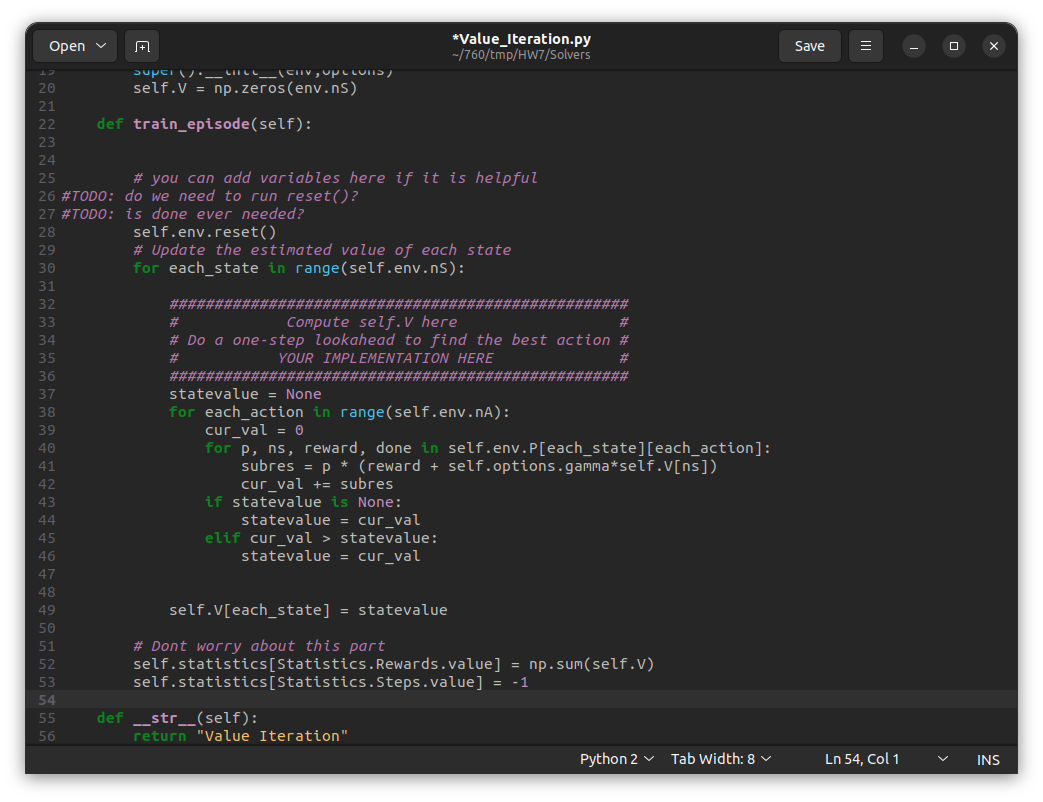 Open
*Value_Iteration.py
~/760/tmp/HW7/Solvers
Save
19 super().__init__(env,options)
20 self.V = np.zeros(env.nS)
21
22 def train_episode(self):
23
24
25 # you can add variables here if it is helpful
26 #TODO: do we need to run reset()?
27 #TODO: is done ever needed?
28 self.env.reset()
29 # Update the estimated value of each state
30 for each_state in range(self.env.nS):
31
32 ###################################################
33 # Compute self.V here #
34 # Do a one-step lookahead to find the best action #
35 # YOUR IMPLEMENTATION HERE #
36 ###################################################
37 statevalue = None
38 for each_action in range(self.env.nA):
39 cur_val = 0
40 for p, ns, reward, done in self.env.P[each_state][each_action]:
41 subres = p * (reward + self.options.gamma*self.V[ns])
42 cur_val += subres
43 if statevalue is None:
44 statevalue = cur_val
45 elif cur_val > statevalue:
46 statevalue = cur_val
47
48
49 self.V[each_state] = statevalue
50
51 # Dont worry about this part
52 self.statistics[Statistics.Rewards.value] = np.sum(self.V)
53 self.statistics[Statistics.Steps.value] = -1
54
55 def __str__(self):
56 return "Value Iteration"
Python 2 Tab Width: 8 Ln 54, Col 1 INS